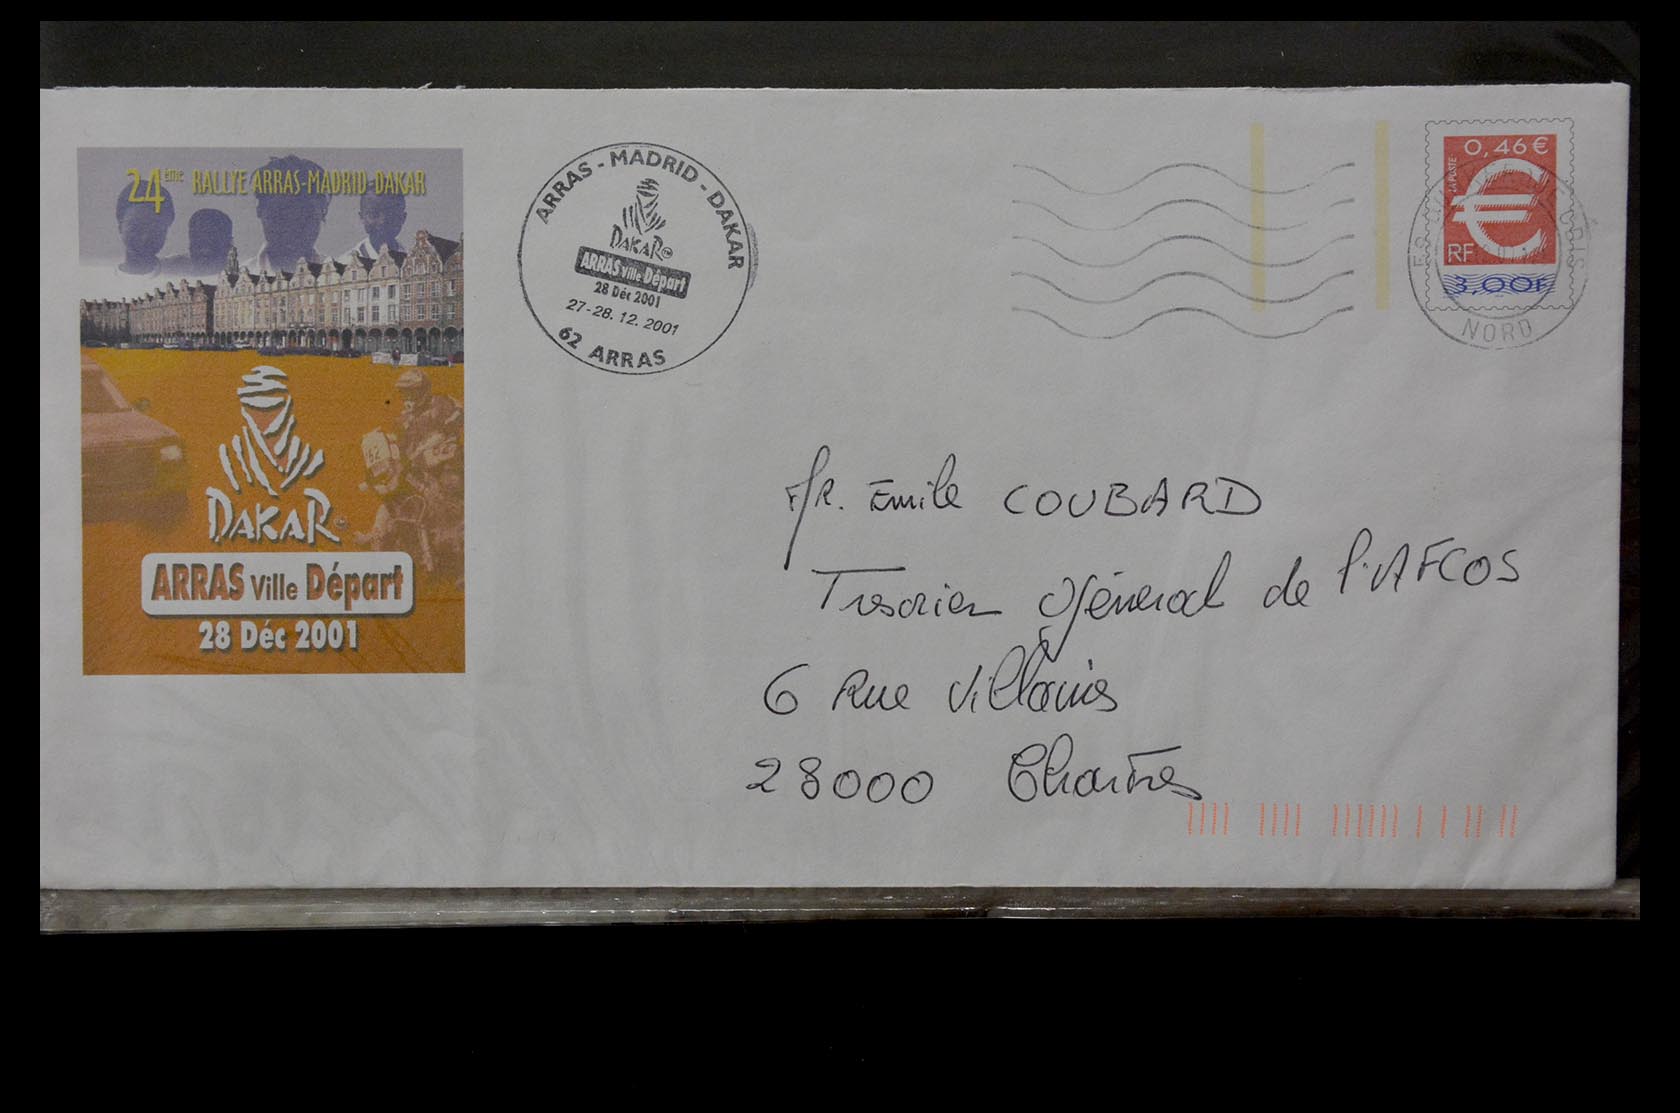 24ème RALLYE ARRAS-MADRID-DAKAR
162
DAKAR
ARRAS Ville Départ
28 Déc 2001
ARRAS - MADRID - DAKAR
DAKAR
ARRAS Ville Départ
28 Déc 2001
27-28.12.2001
62 ARRAS
0,46€
LA POSTE
€
RF
3,00F
NORD
Mr. Emile COUBARD
Trésorier Général de l'AFCOS
6 Rue Villaines
28000 Chartres